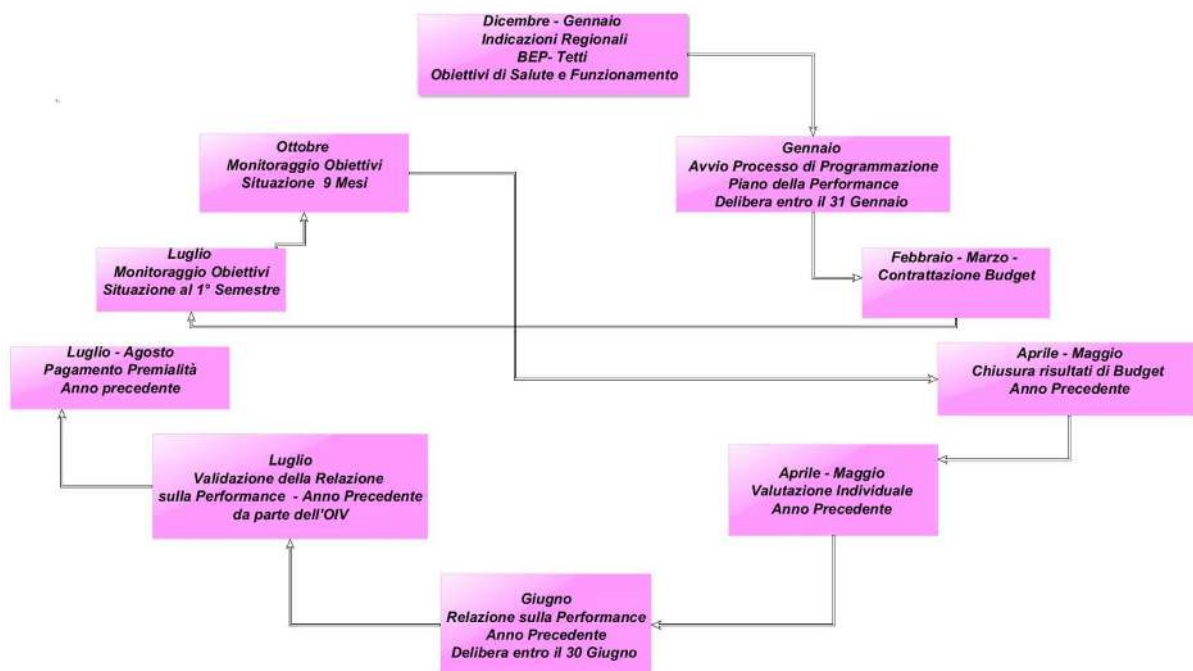 Dicembre - Gennaio
Indicazioni Regionali
BEP- Tetti
Obiettivi di Salute e Funzionamento
Gennaio
Avvio Processo di Programmazione
Piano della Performance
Delibera entro il 31 Gennaio
Febbraio - Marzo -
Contrattazione Budget
Luglio
Monitoraggio Obiettivi
Situazione al 1° Semestre
Ottobre
Monitoraggio Obiettivi
Situazione 9 Mesi
Aprile - Maggio
Chiusura risultati di Budget
Anno Precedente
Aprile - Maggio
Valutazione Individuale
Anno Precedente
Giugno
Relazione sulla Performance
Anno Precedente
Delibera entro il 30 Giugno
Luglio
Validazione della Relazione
sulla Performance - Anno Precedente
da parte dell'OIV
Luglio - Agosto
Pagamento Premialità
Anno precedente